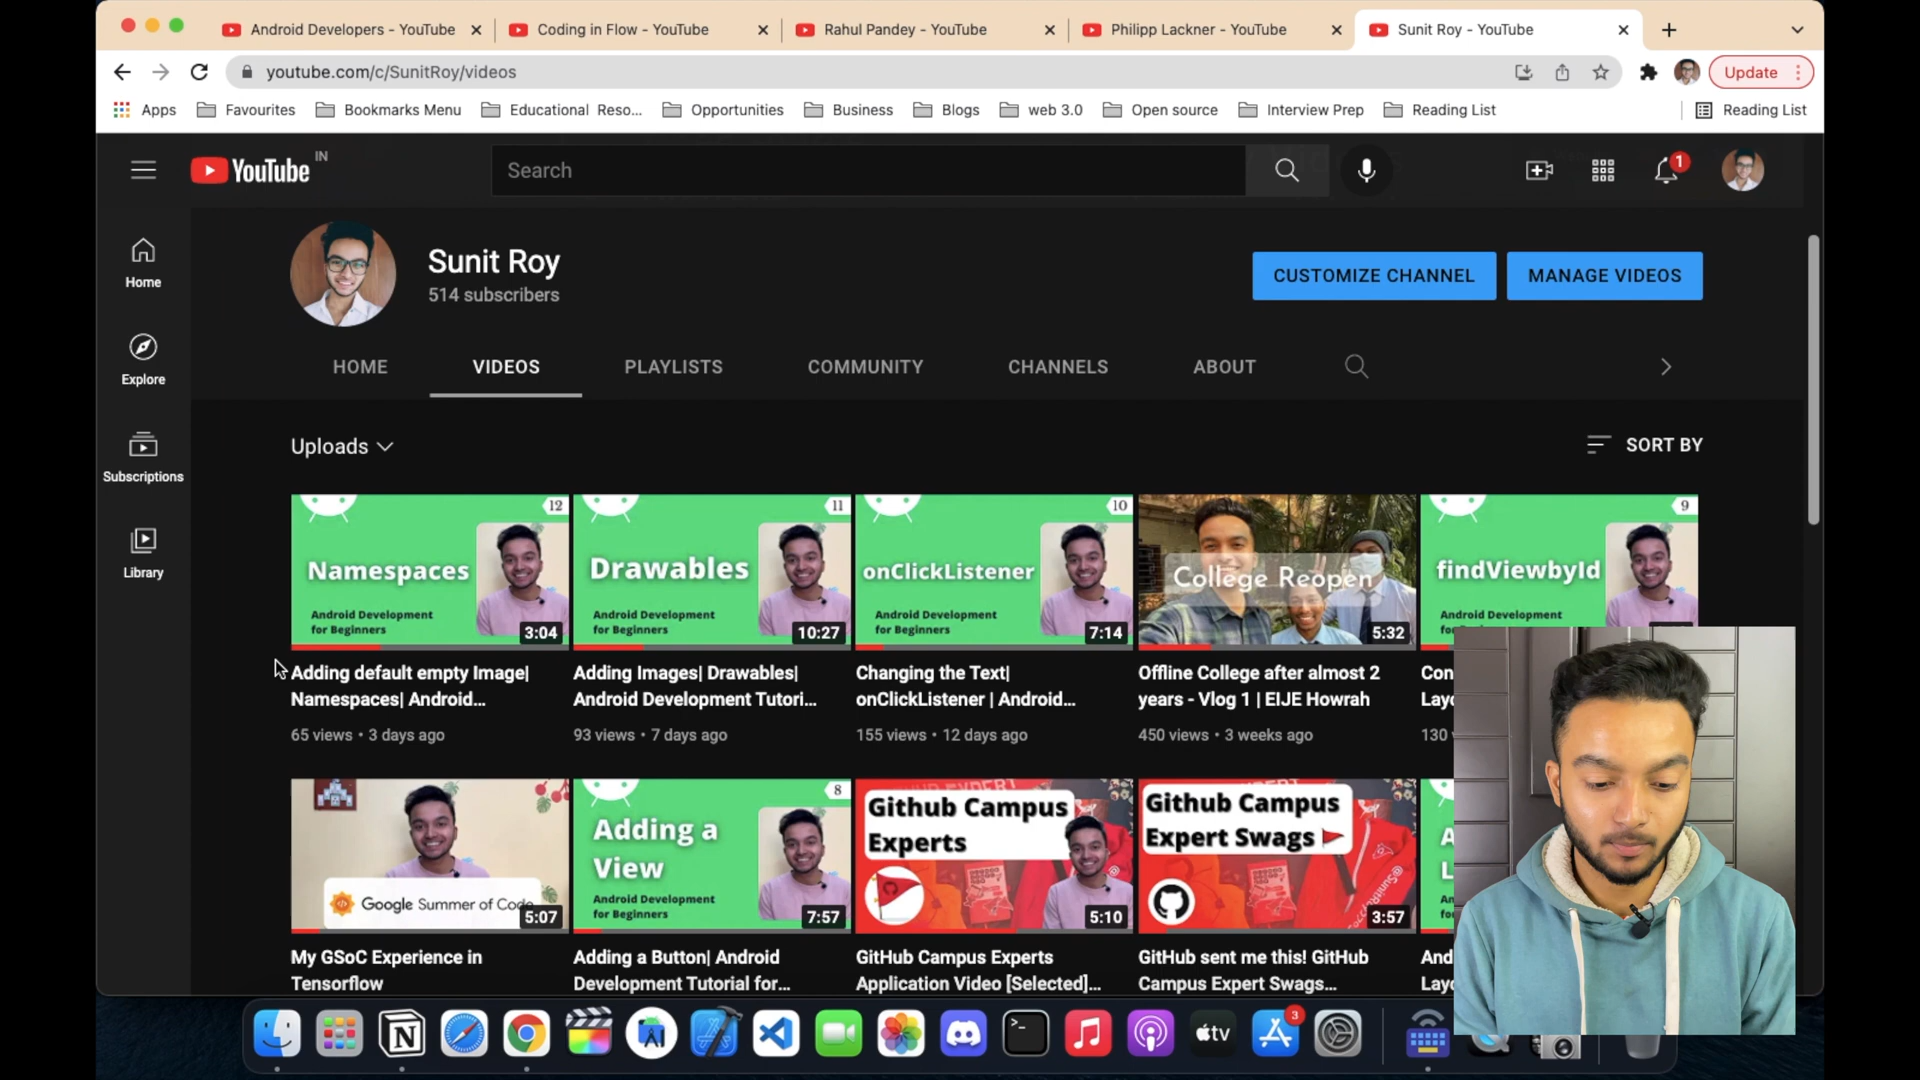 Android Developers - YouTube
Coding in Flow - YouTube
Rahul Pandey - YouTube
Philipp Lackner - YouTube
Sunit Roy - YouTube
youtube.com/c/SunitRoy/videos
Update
Apps
Favourites
Bookmarks Menu
Educational Reso...
Opportunities
Business
Blogs
web 3.0
Open source
Interview Prep
Reading List
Reading List
YouTube IN
Search
1
Home
Explore
Subscriptions
Library
Sunit Roy
514 subscribers
CUSTOMIZE CHANNEL
MANAGE VIDEOS
HOME
VIDEOS
PLAYLISTS
COMMUNITY
CHANNELS
ABOUT
Uploads
SORT BY
12
Namespaces
Android Development
for Beginners
3:04
Adding default empty Image|
Namespaces| Android...
65 views • 3 days ago
11
Drawables
Android Development
for Beginners
10:27
Adding Images| Drawables|
Android Development Tutori...
93 views • 7 days ago
10
onClickListener
Android Development
for Beginners
7:14
Changing the Text|
onClickListener | Android...
155 views • 12 days ago
College Reopen
5:32
Offline College after almost 2
years - Vlog 1 | EIJE Howrah
450 views • 3 weeks ago
9
findViewbyId
Android Development
Con
Layo
130
Google Summer of Code
5:07
My GSoC Experience in
Tensorflow
8
Adding a
View
Android Development
for Beginners
7:57
Adding a Button| Android
Development Tutorial for...
Github Campus
Experts
5:10
GitHub Campus Experts
Application Video [Selected]...
Github Campus
Expert Swags
3:57
GitHub sent me this! GitHub
Campus Expert Swags...
And
Layo
tv
3